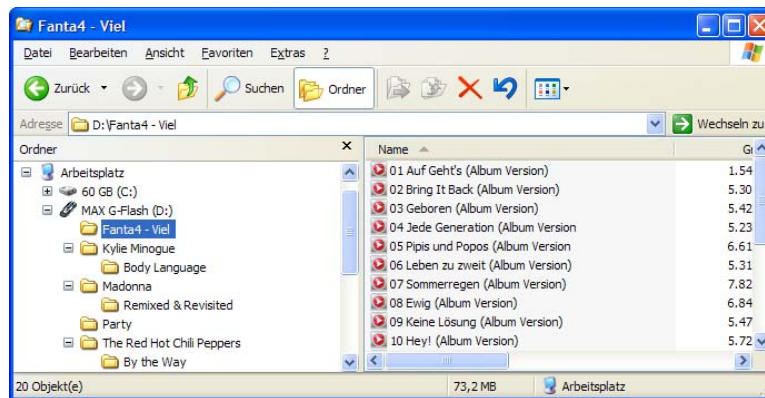 Fanta4 - Viel
Datei Bearbeiten Ansicht Favoriten Extras ?
Zurück Suchen Ordner
Adresse D:\Fanta4 - Viel Wechseln zu
Ordner
Arbeitsplatz
60 GB (C:)
MAX G-Flash (D:)
Fanta4 - Viel
Kylie Minogue
Body Language
Madonna
Remixed & Revisited
Party
The Red Hot Chili Peppers
By the Way
Name
01 Auf Geht's (Album Version) 1.54
02 Bring It Back (Album Version) 5.30
03 Geboren (Album Version) 5.42
04 Jede Generation (Album Version 5.23
05 Pipis und Popos (Album Version 6.61
06 Leben zu zweit (Album Version) 5.31
07 Sommerregen (Album Version) 7.82
08 Ewig (Album Version) 6.84
09 Keine Lösung (Album Version) 5.47
10 Hey! (Album Version) 5.72
20 Objekt(e) 73,2 MB Arbeitsplatz